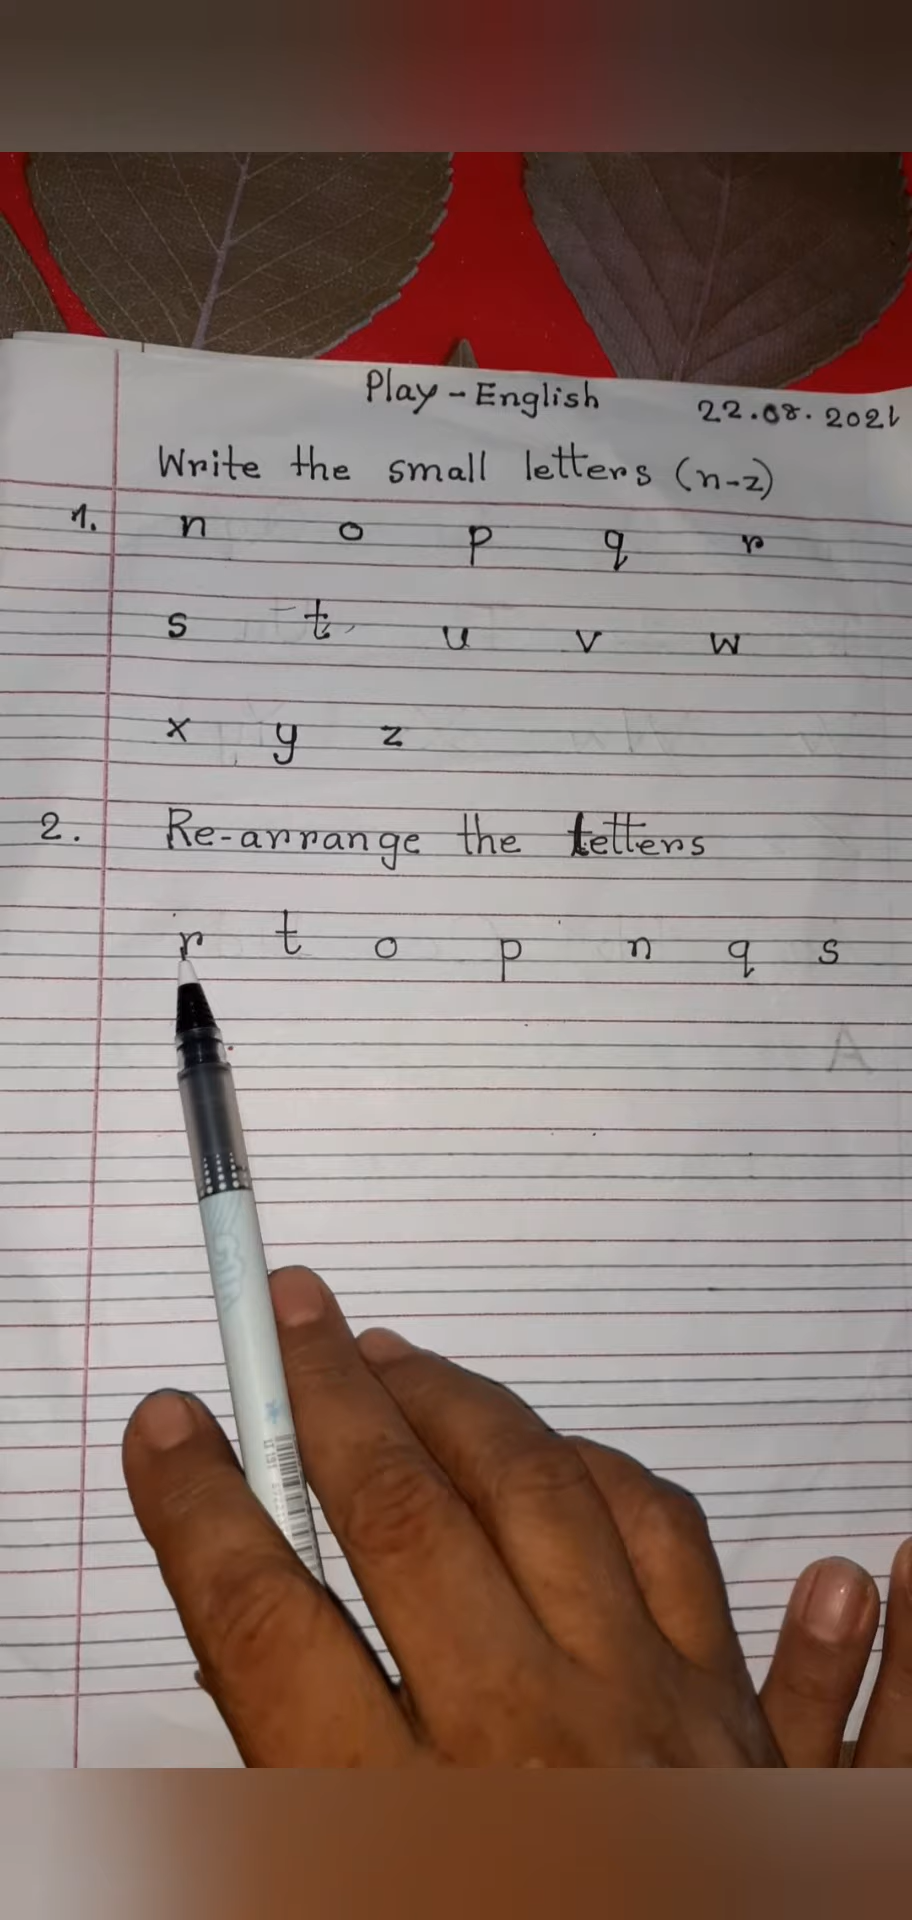 Play - English 22.08.2021
Write the small letters (n-z)
1. n o p q r
s t u v w
x y z
2. Re-arrange the letters
r t o p n q s
A